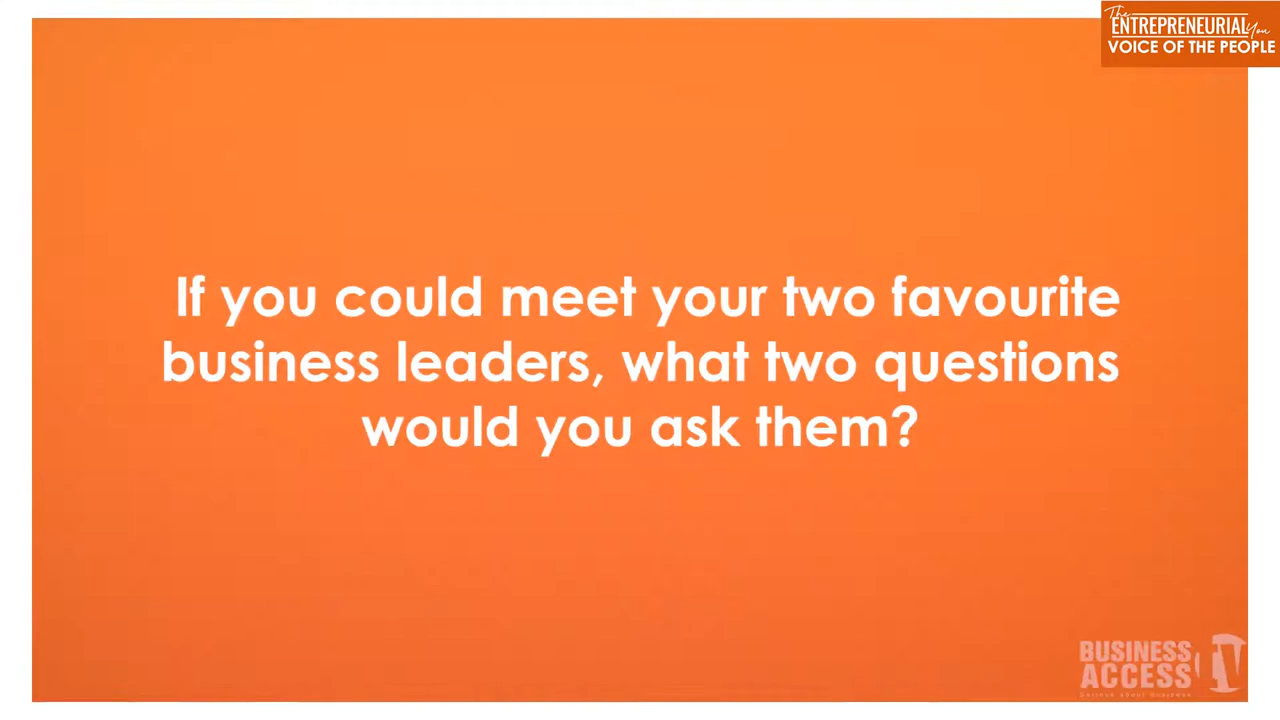 The
ENTREPRENEURIAL You
VOICE OF THE PEOPLE
If you could meet your two favourite
business leaders, what two questions
would you ask them?
BUSINESS
ACCESS